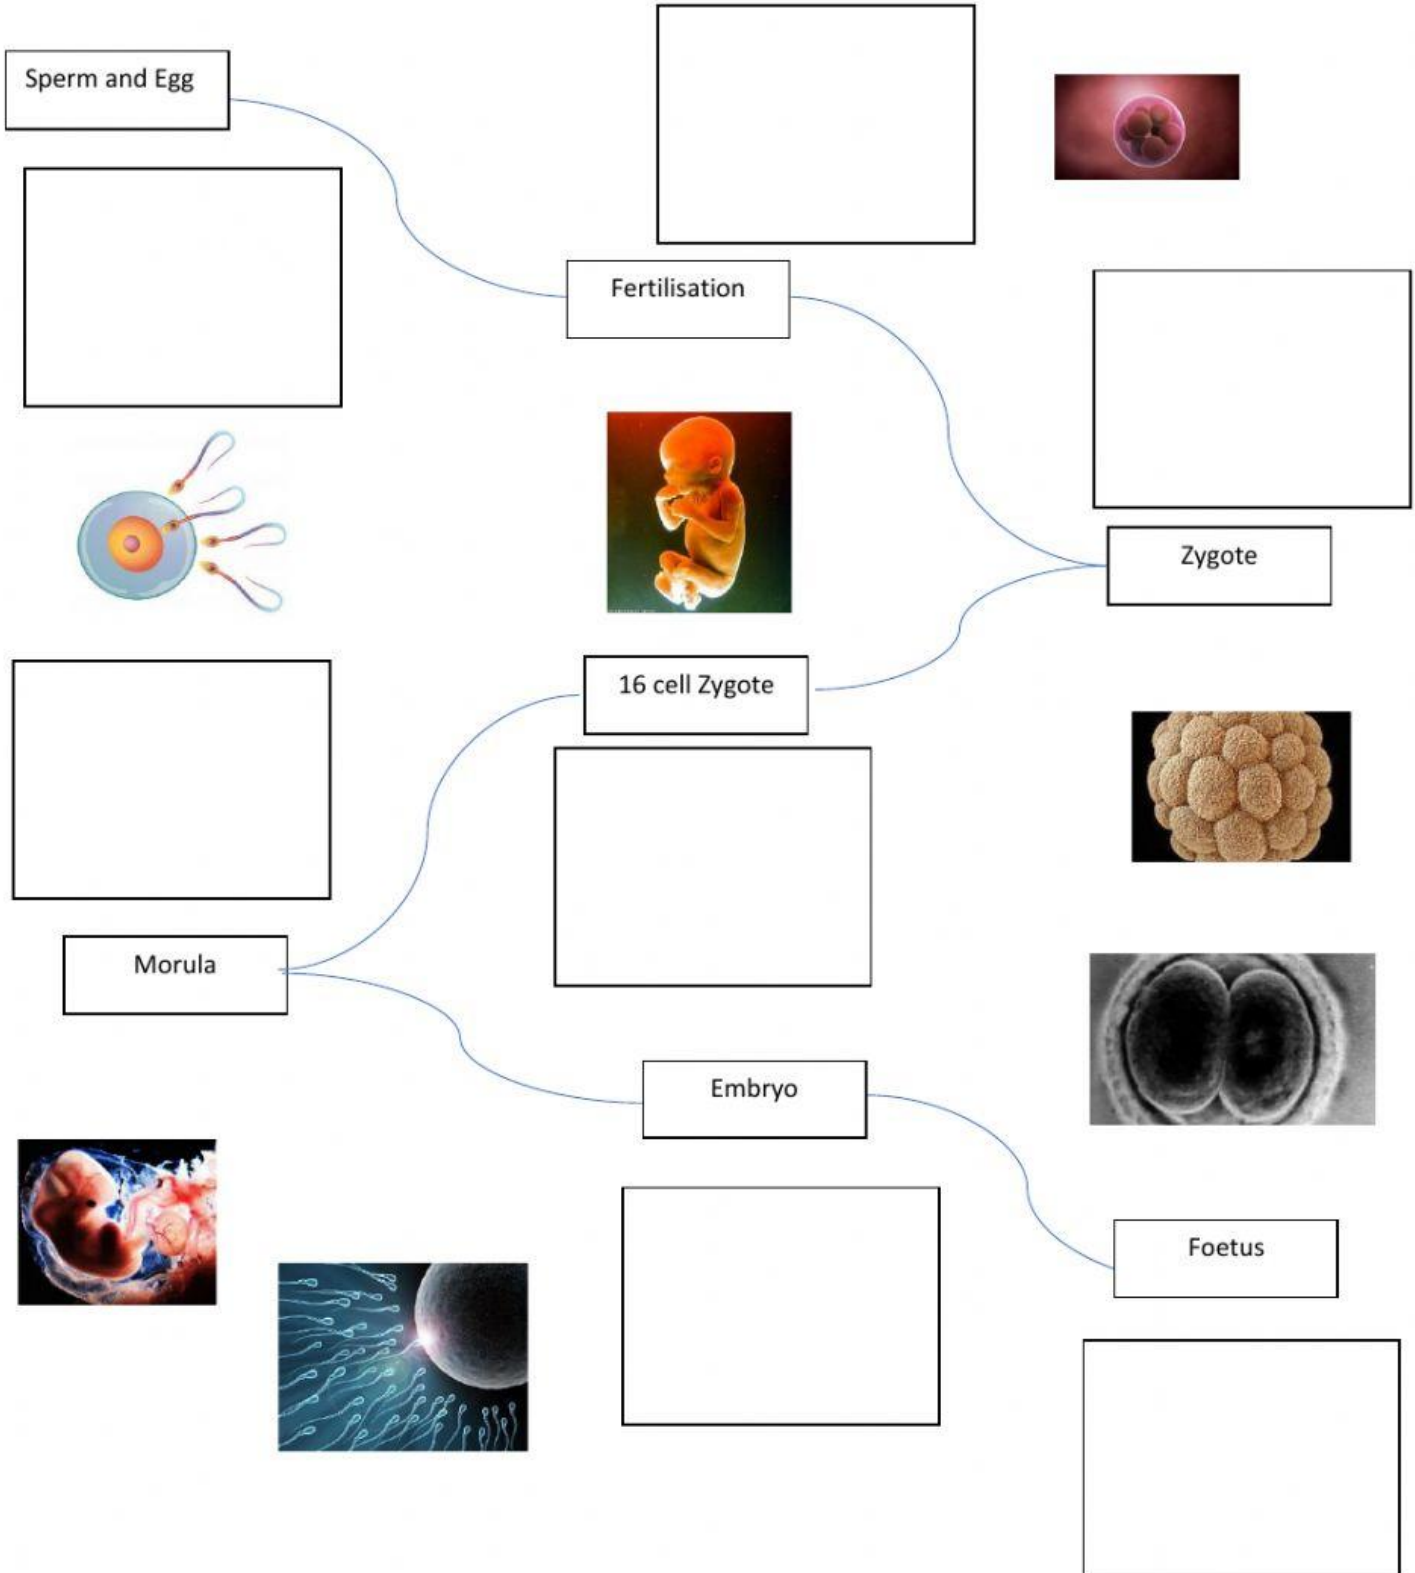 Sperm and Egg
Fertilisation
Zygote
16 cell Zygote
Morula
Embryo
Foetus